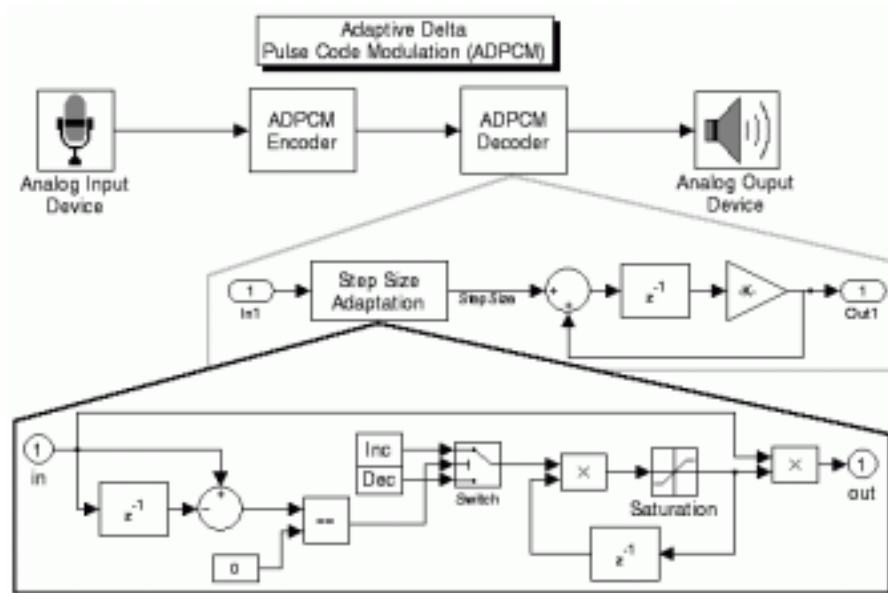 Adaptive Delta
Pulse Code Modulation (ADPCM)
ADPCM
Encoder
ADPCM
Decoder
Analog Input
Device
Analog Ouput
Device
1
In1
Step Size
Adaptation
Step Size
+
+
z⁻¹
-K-
1
Out1
1
in
z⁻¹
+
−
==
0
Inc
Dec
Switch
×
Saturation
z⁻¹
×
1
out